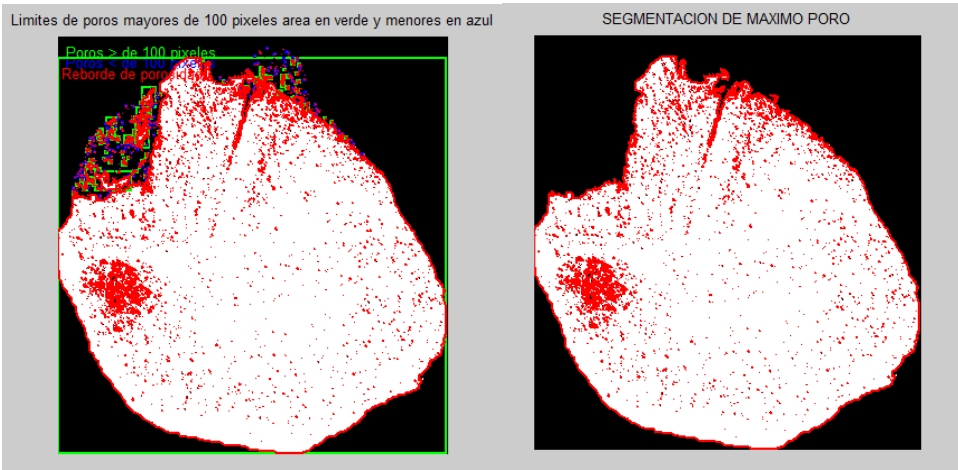 Limites de poros mayores de 100 pixeles area en verde y menores en azul
SEGMENTACION DE MAXIMO PORO
Poros > de 100 pixeles
Poros < de 100
Reborde de